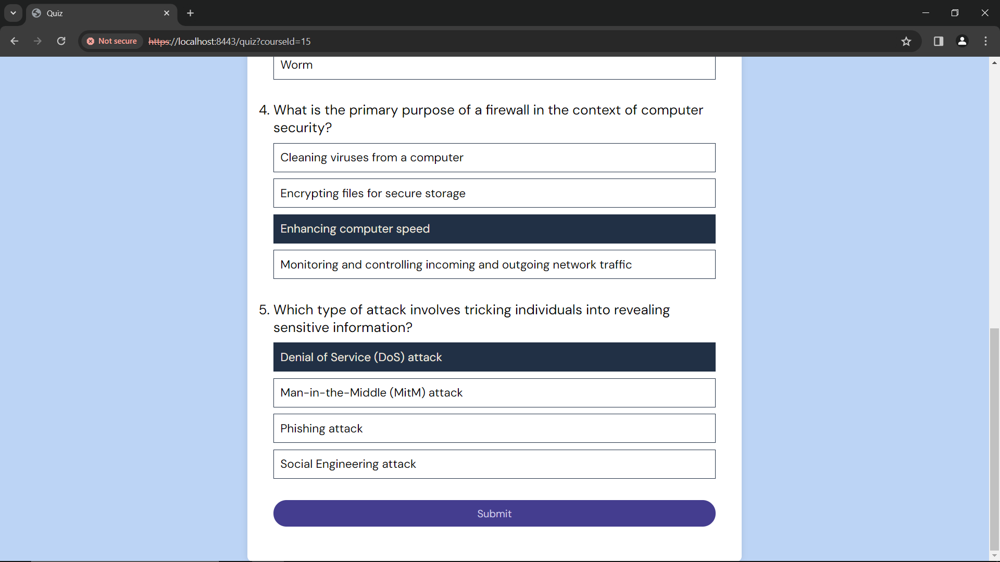 Quiz
Not secure
https://localhost:8443/quiz?courseId=15
Worm
4. What is the primary purpose of a firewall in the context of computer
security?
Cleaning viruses from a computer
Encrypting files for secure storage
Enhancing computer speed
Monitoring and controlling incoming and outgoing network traffic
5. Which type of attack involves tricking individuals into revealing
sensitive information?
Denial of Service (DoS) attack
Man-in-the-Middle (MitM) attack
Phishing attack
Social Engineering attack
Submit